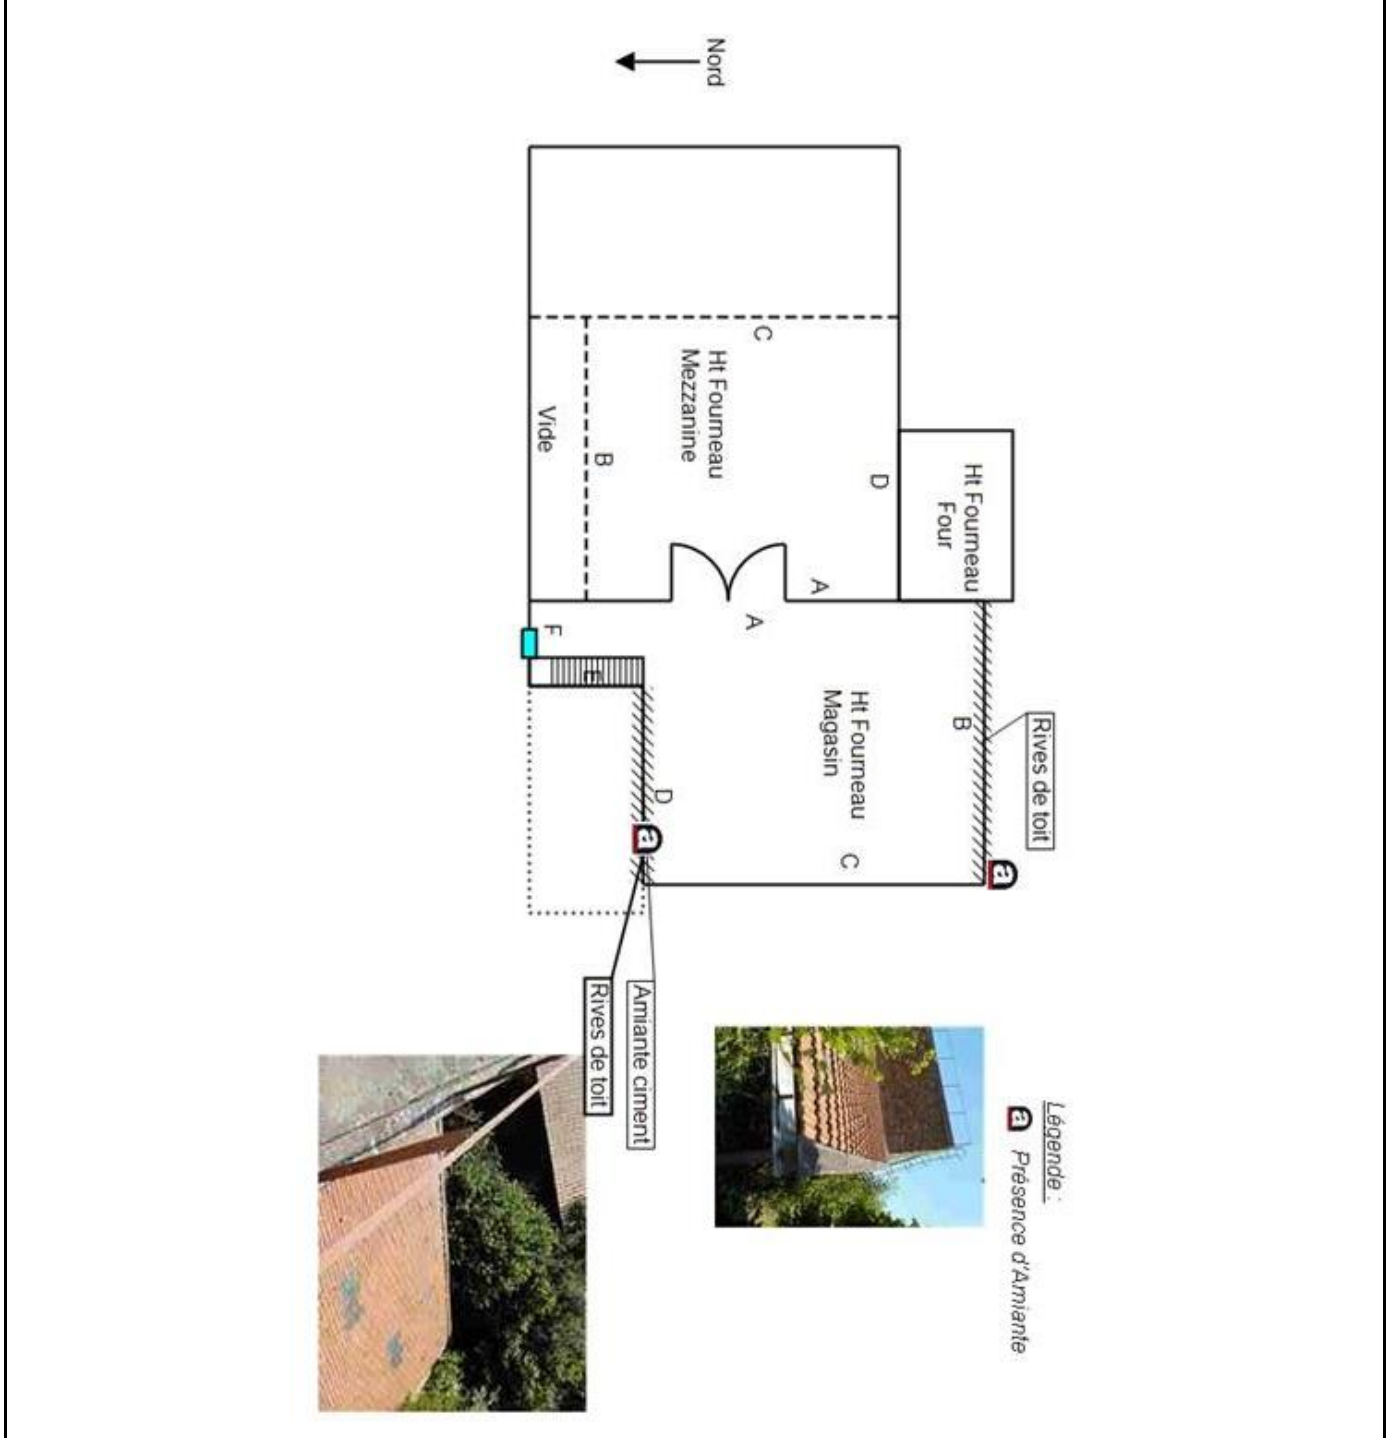 Nord
Légende :
a Présence d'Amiante
Rives de toit
a
Ht Fourneau
Four
B
D
C
Ht Fourneau
Magasin
C
A
A
Ht Fourneau
Mezzanine
B
D
a
E
F
Vide
Amiante ciment
Rives de toit